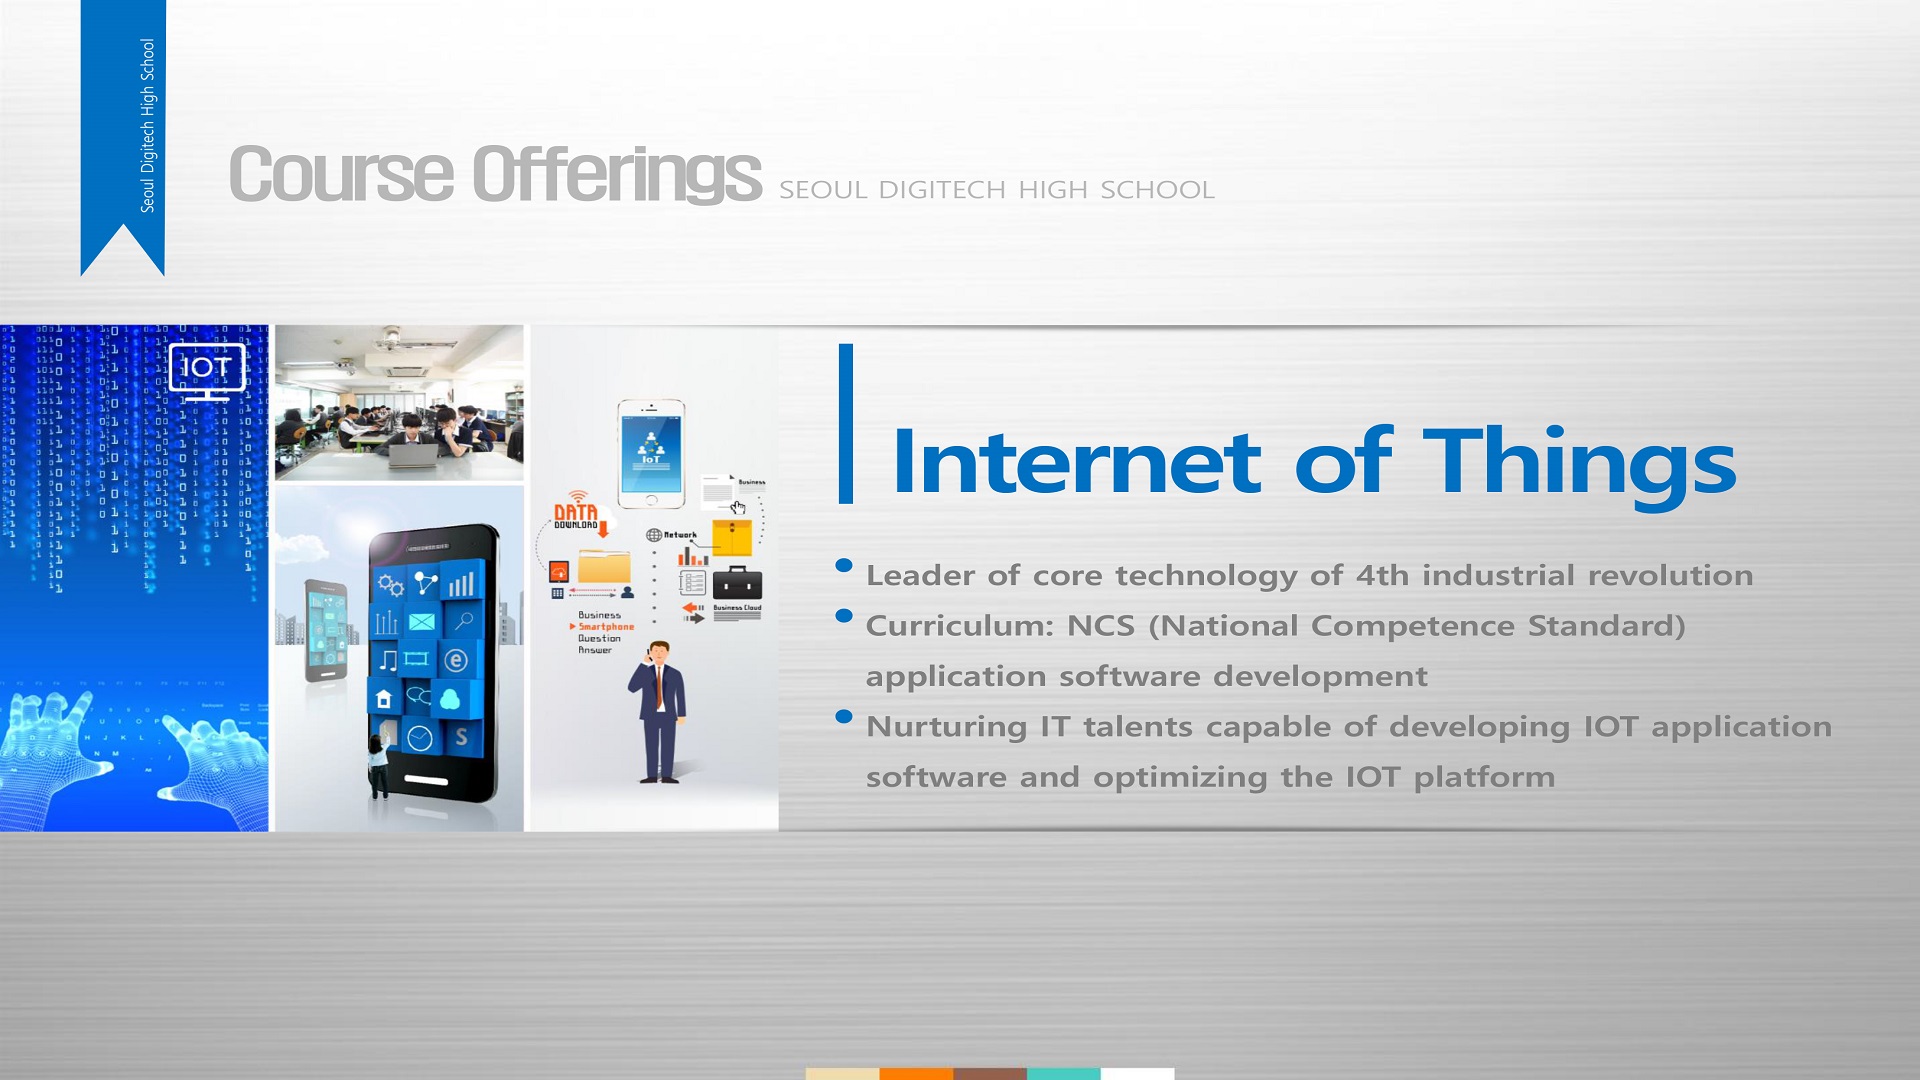 Seoul Digitech High School
Course Offerings SEOUL DIGITECH HIGH SCHOOL
IOT
IoT
Business
DATA
DOWNLOAD
Network
Business Cloud
Business
Smartphone
Question
Answer
Internet of Things
• Leader of core technology of 4th industrial revolution
• Curriculum: NCS (National Competence Standard)
application software development
• Nurturing IT talents capable of developing IOT application
software and optimizing the IOT platform